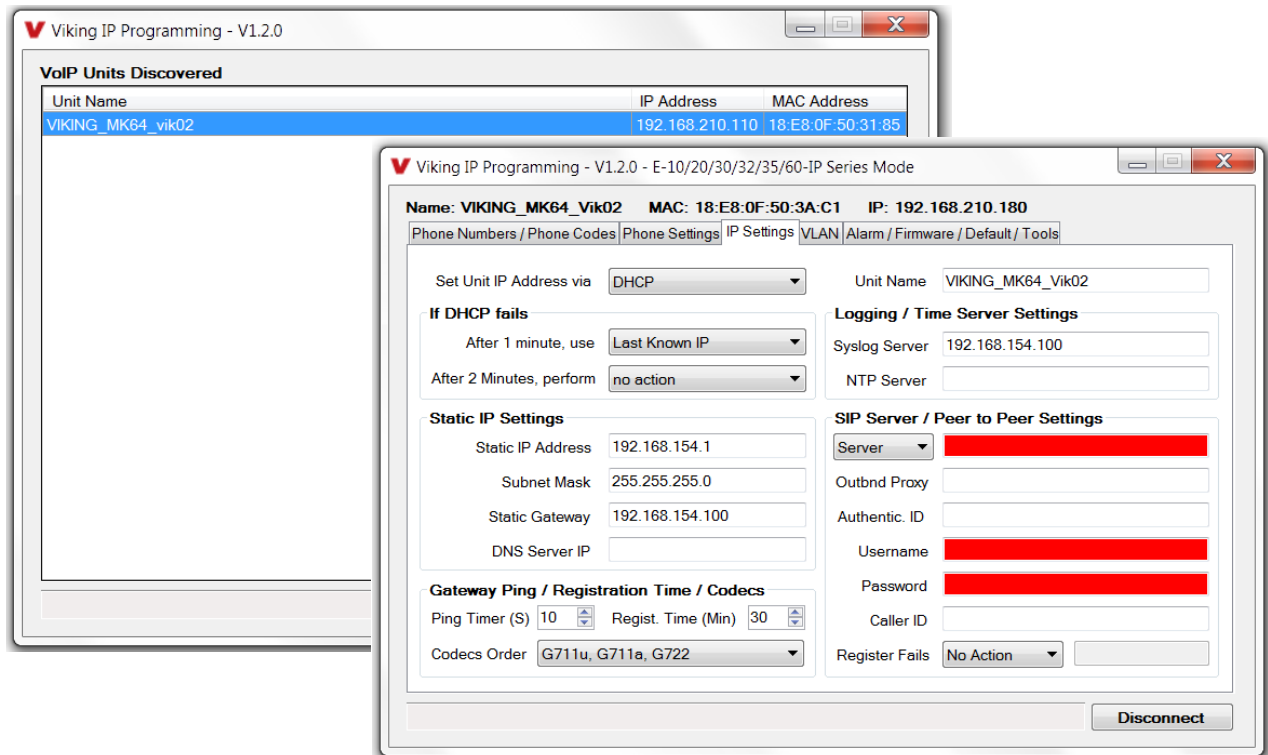 Viking IP Programming - V1.2.0
VoIP Units Discovered
Unit Name IP Address MAC Address
VIKING_MK64_vik02 192.168.210.110 18:E8:0F:50:31:85
Viking IP Programming - V1.2.0 - E-10/20/30/32/35/60-IP Series Mode
Name: VIKING_MK64_Vik02 MAC: 18:E8:0F:50:3A:C1 IP: 192.168.210.180
Phone Numbers / Phone Codes Phone Settings IP Settings VLAN Alarm / Firmware / Default / Tools
Set Unit IP Address via DHCP
If DHCP fails
After 1 minute, use Last Known IP
After 2 Minutes, perform no action
Static IP Settings
Static IP Address 192.168.154.1
Subnet Mask 255.255.255.0
Static Gateway 192.168.154.100
DNS Server IP
Gateway Ping / Registration Time / Codecs
Ping Timer (S) 10 Regist. Time (Min) 30
Codecs Order G711u, G711a, G722
Unit Name VIKING_MK64_Vik02
Logging / Time Server Settings
Syslog Server 192.168.154.100
NTP Server
SIP Server / Peer to Peer Settings
Server
Outbnd Proxy
Authentic. ID
Username
Password
Caller ID
Register Fails No Action
Disconnect